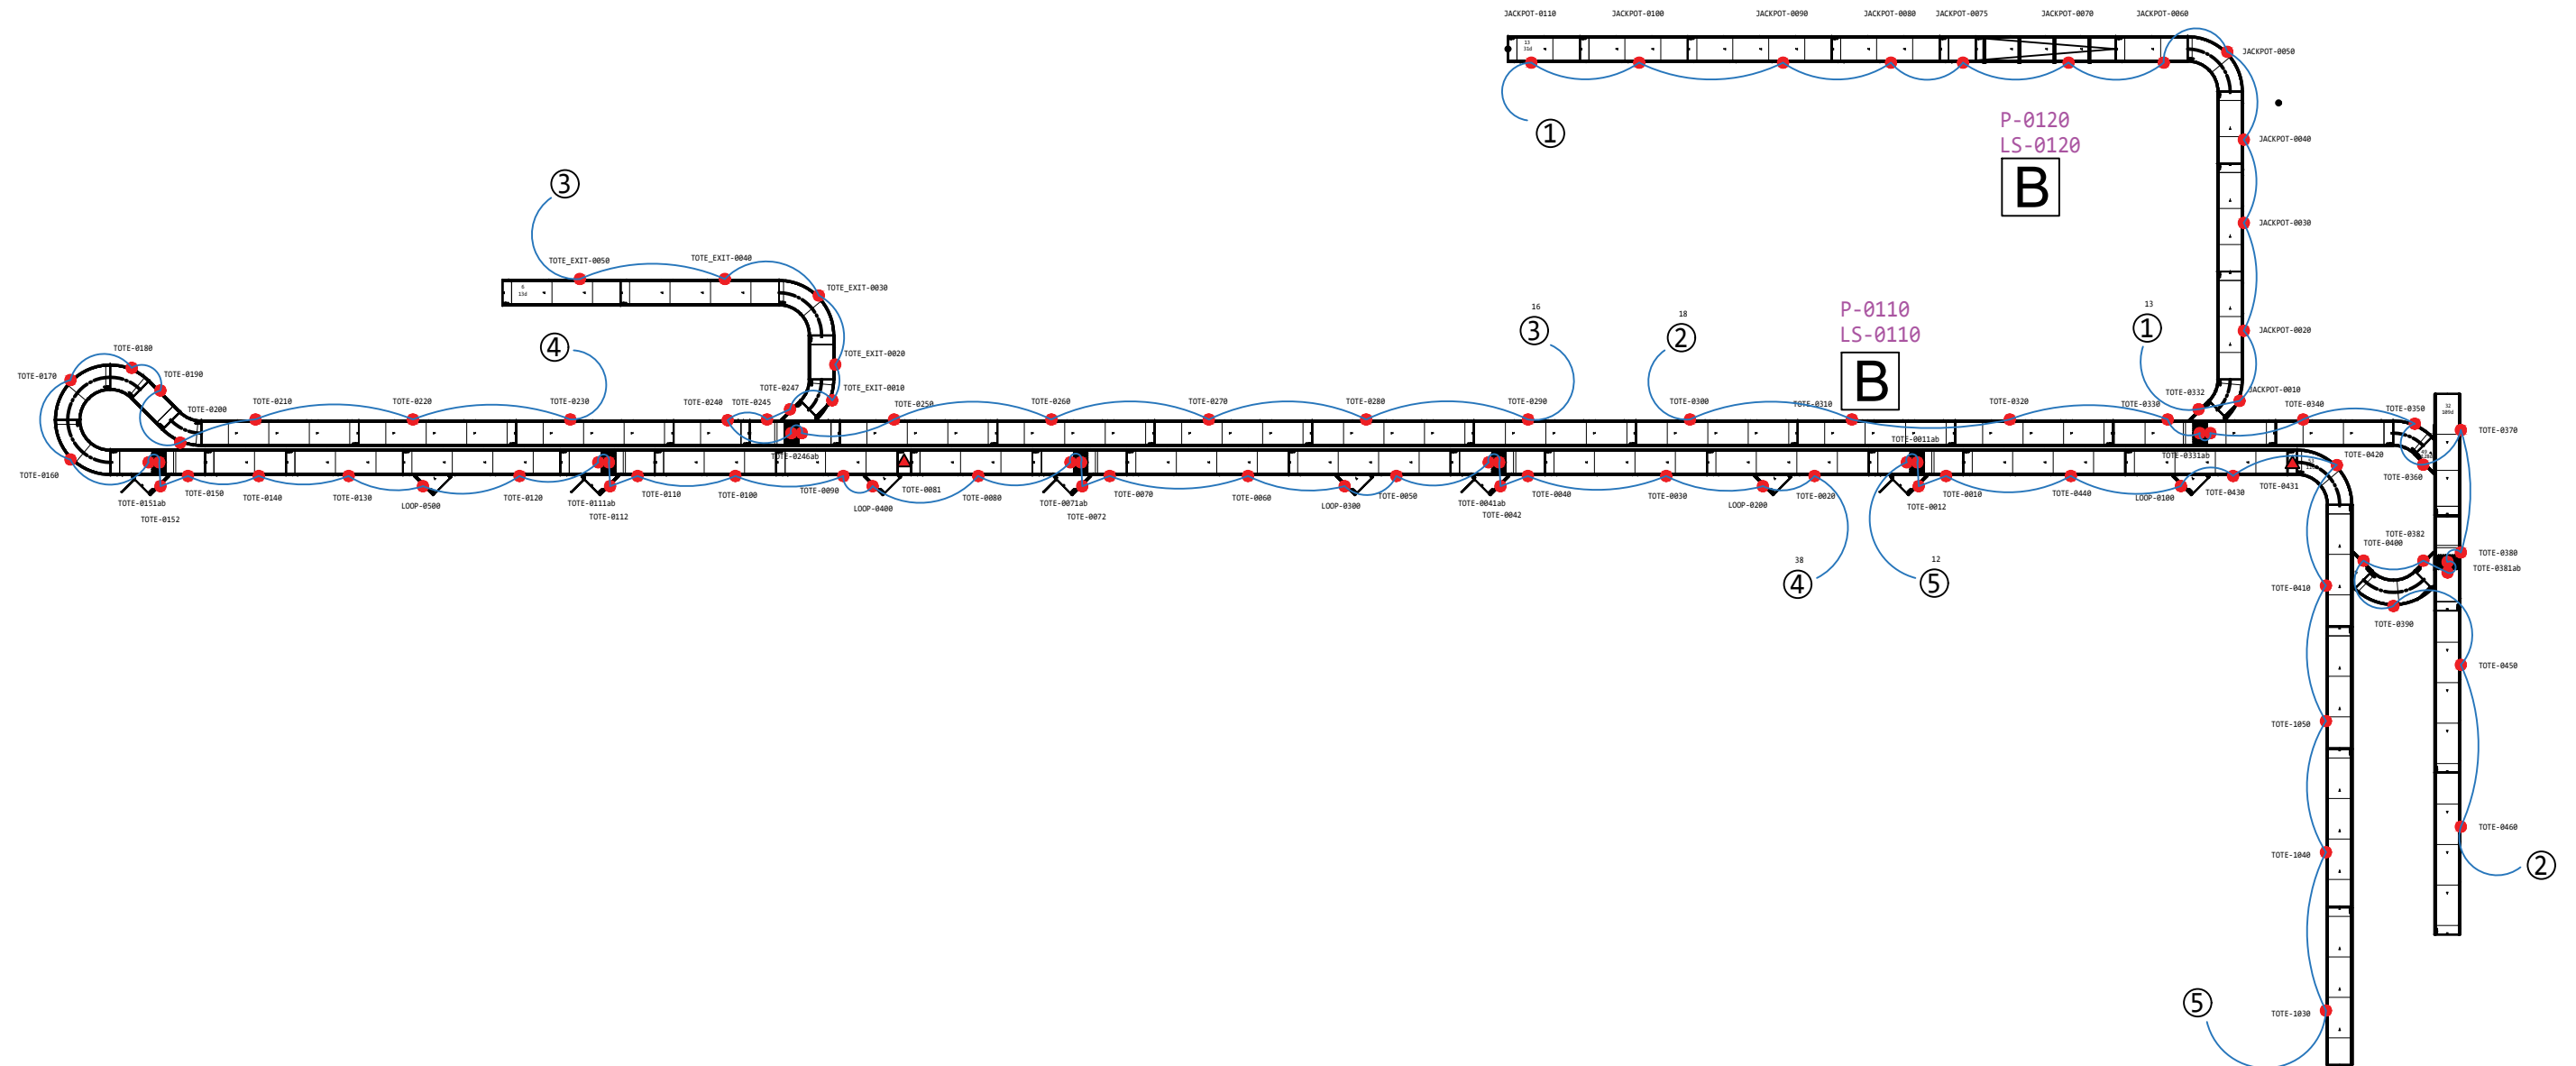 JACKPOT-0110 JACKPOT-0100 JACKPOT-0090 JACKPOT-0080 JACKPOT-0075 JACKPOT-0070 JACKPOT-0060
13
31d
JACKPOT-0050
①
P-0120
LS-0120
B
JACKPOT-0040
③
JACKPOT-0030
TOTE_EXIT-0050 TOTE_EXIT-0040
TOTE_EXIT-0030
6
13d
16
③
18
②
P-0110
LS-0110
B
13
①
JACKPOT-0020
④
TOTE_EXIT-0020
TOTE-0180
TOTE-0170
TOTE-0190
TOTE-0247
TOTE_EXIT-0010
TOTE-0332
JACKPOT-0010
TOTE-0200
TOTE-0210 TOTE-0220 TOTE-0230 TOTE-0240 TOTE-0245 TOTE-0250 TOTE-0260 TOTE-0270 TOTE-0280 TOTE-0290 TOTE-0300 TOTE-0310 TOTE-0320 TOTE-0330 TOTE-0340 TOTE-0350
32
109d
TOTE-0370
TOTE-0011ab
TOTE-0246ab
TOTE-0331ab
TOTE-0420
TOTE-0360
TOTE-0160
TOTE-0151ab
TOTE-0152
TOTE-0150 TOTE-0140 TOTE-0130
LOOP-0500
TOTE-0120
TOTE-0111ab
TOTE-0112
TOTE-0110 TOTE-0100 TOTE-0090
LOOP-0400
TOTE-0081
TOTE-0080
TOTE-0071ab
TOTE-0072
TOTE-0070 TOTE-0060
LOOP-0300
TOTE-0050
TOTE-0041ab
TOTE-0042
TOTE-0040 TOTE-0030
LOOP-0200
TOTE-0020
TOTE-0012
TOTE-0010 TOTE-0440
LOOP-0100
TOTE-0430
TOTE-0431
TOTE-0382
TOTE-0400
TOTE-0380
TOTE-0381ab
38
④
12
⑤
TOTE-0410
TOTE-0390
TOTE-0450
TOTE-1050
TOTE-0460
TOTE-1040
②
⑤
TOTE-1030